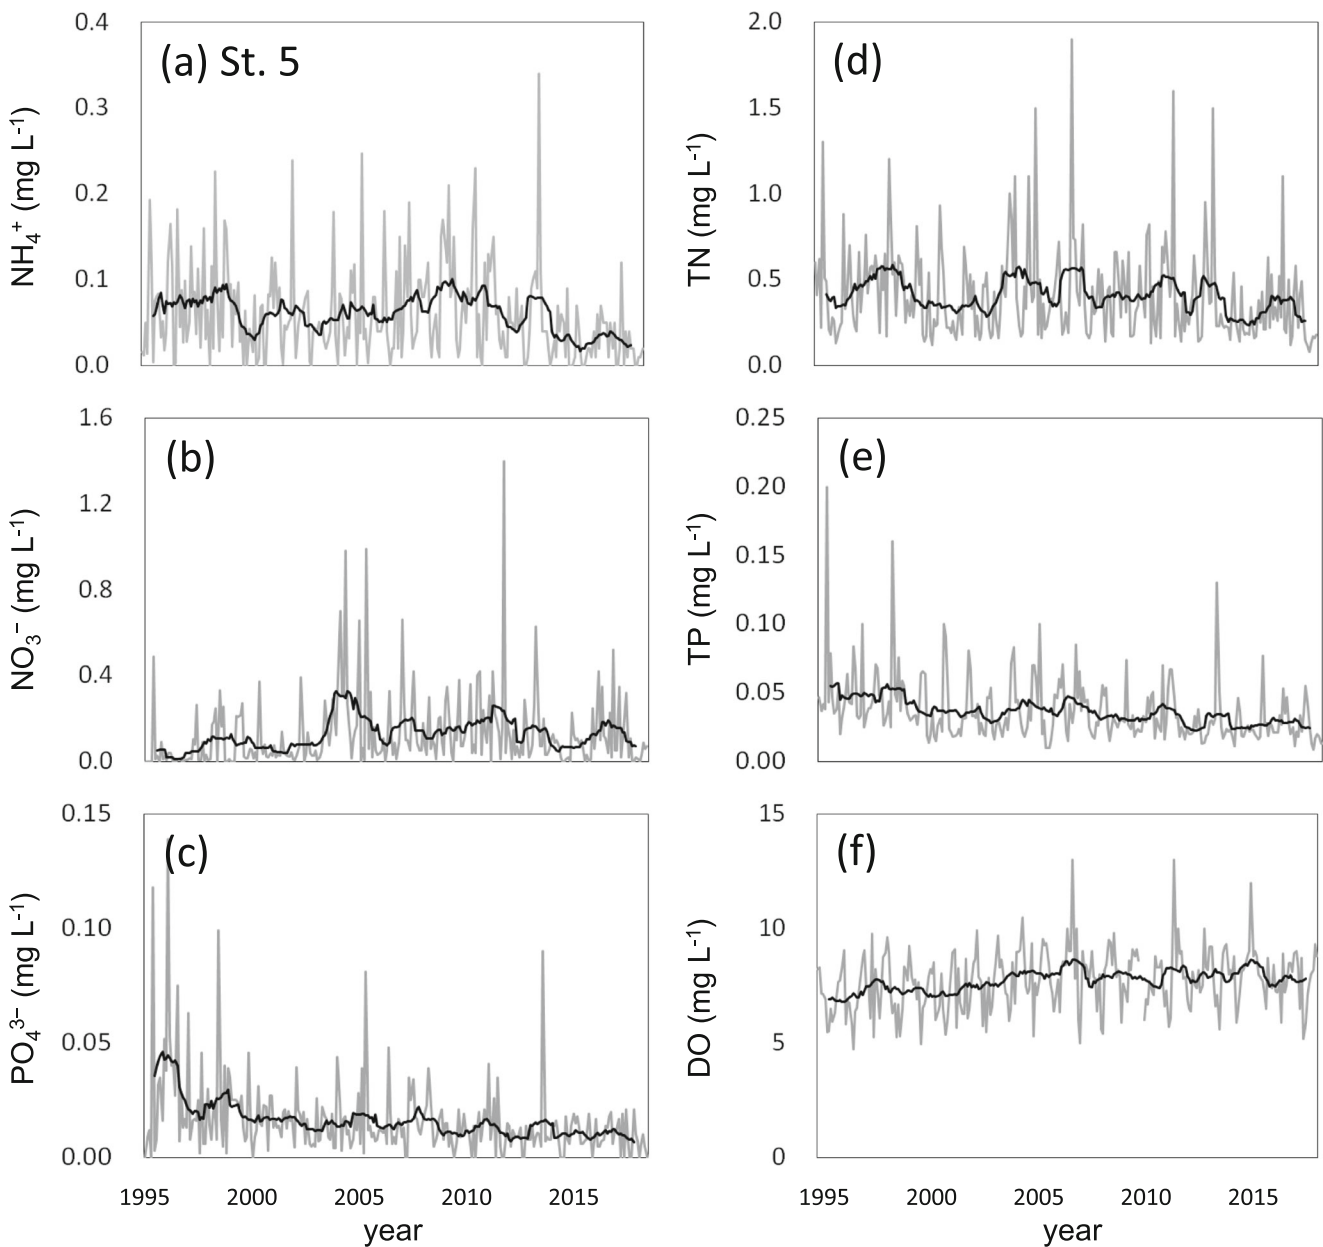 (a) St. 5
NH₄⁺ (mg L⁻¹)
0.4
0.3
0.2
0.1
0.0
(d)
TN (mg L⁻¹)
2.0
1.5
1.0
0.5
0.0
(b)
NO₃⁻ (mg L⁻¹)
1.6
1.2
0.8
0.4
0.0
(e)
TP (mg L⁻¹)
0.25
0.20
0.15
0.10
0.05
0.00
(c)
PO₄³⁻ (mg L⁻¹)
0.15
0.10
0.05
0.00
1995 2000 2005 2010 2015
year
(f)
DO (mg L⁻¹)
15
10
5
0
1995 2000 2005 2010 2015
year